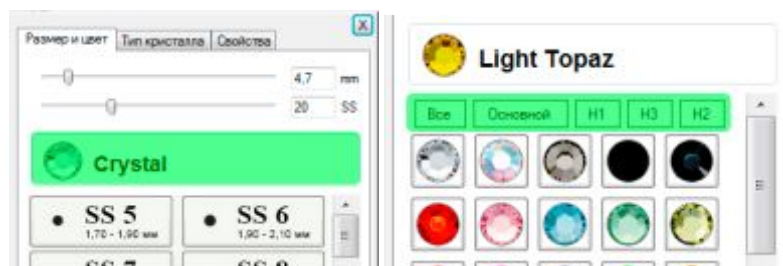 Размер и цвет Тип кристалла Свойства
X
4,7 mm
20 SS
Crystal
SS 5
1,70 - 1,90 мм
SS 6
1,90 - 2,10 мм
Light Topaz
Все Основной H1 H3 H2